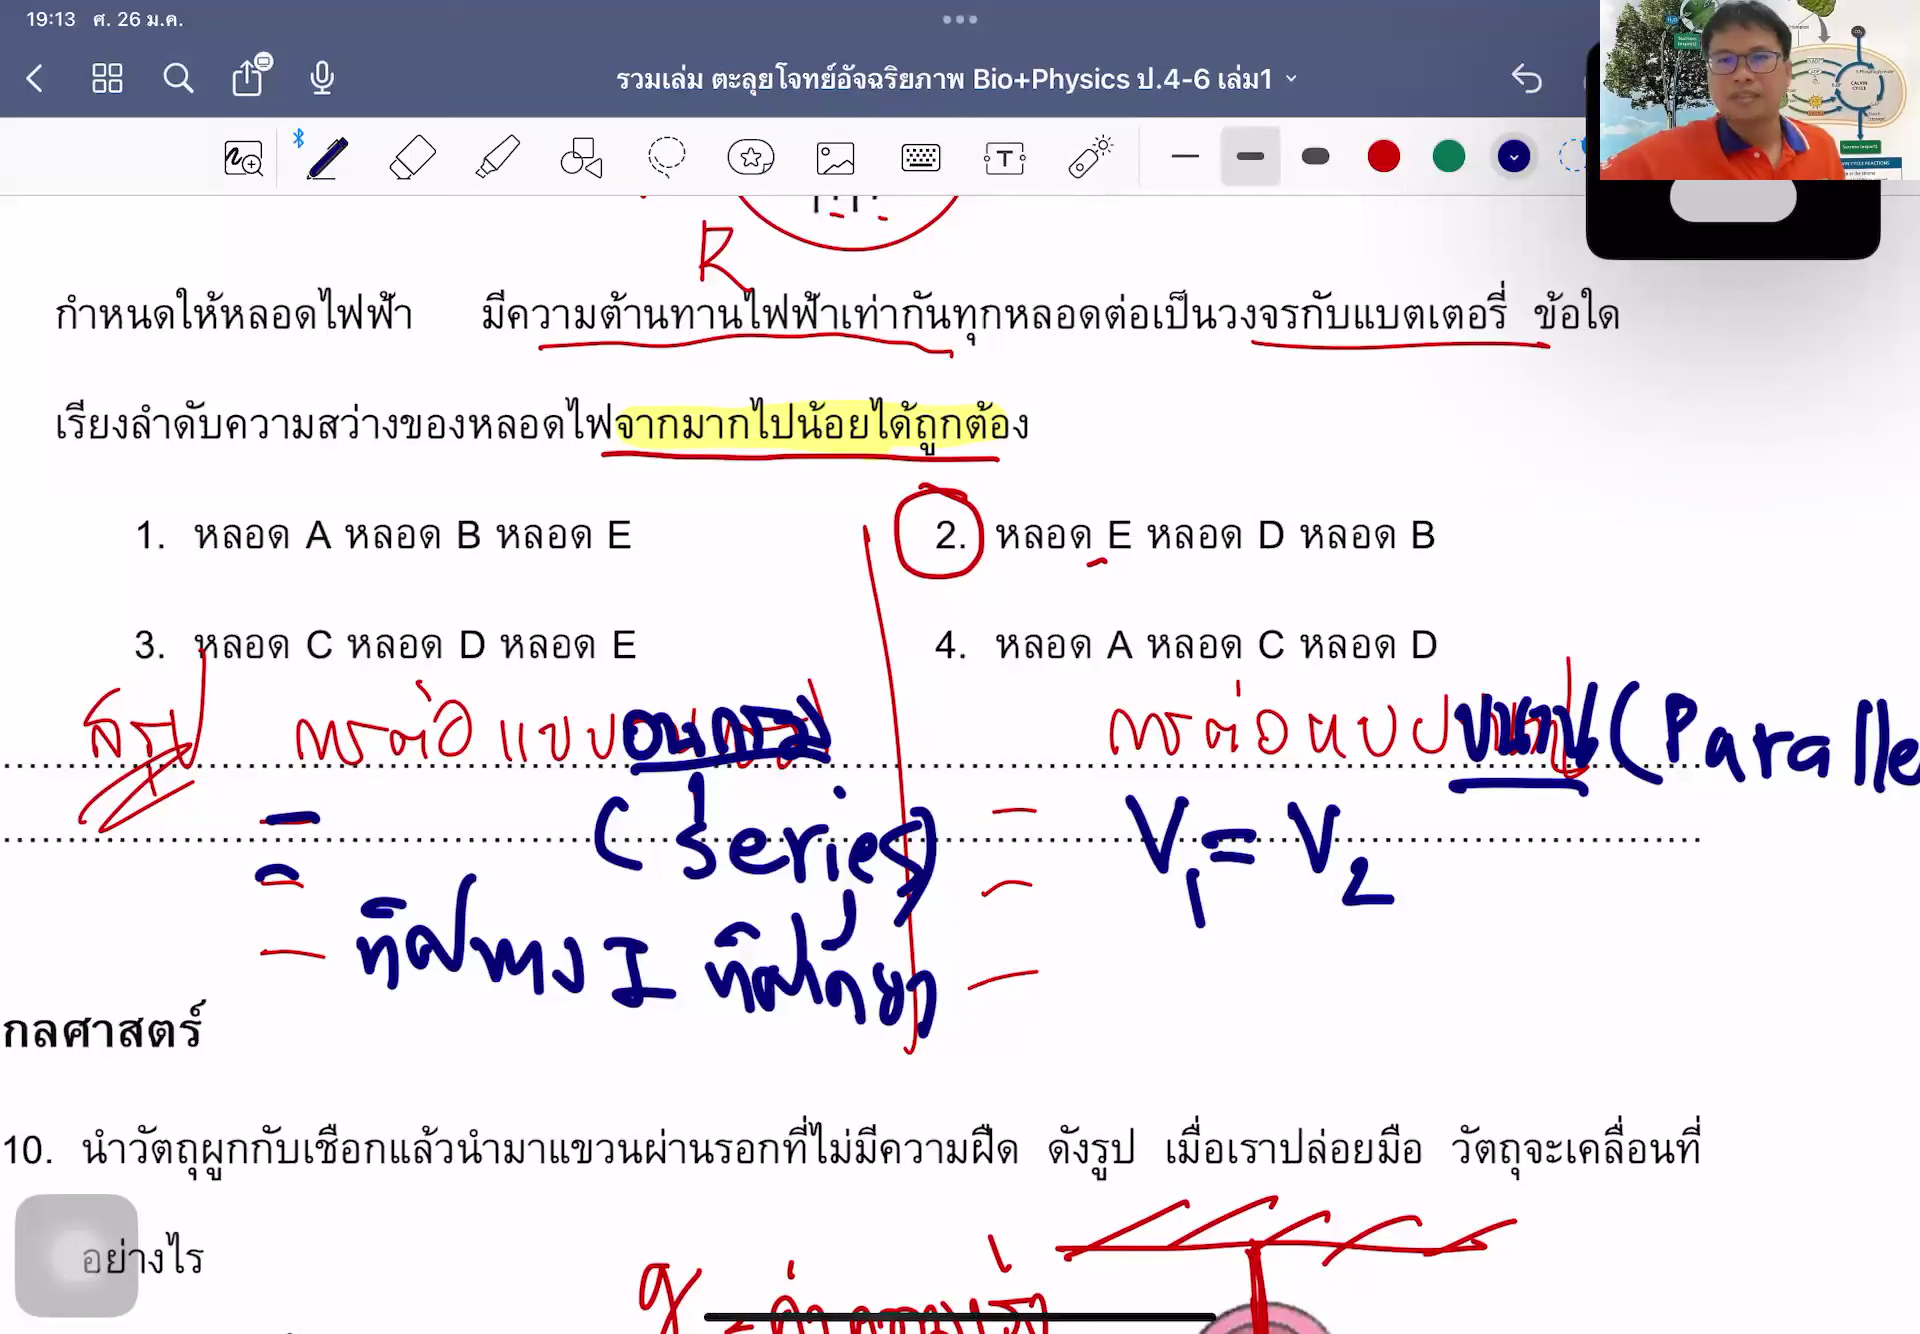 19:13 ศ. 26 ม.ค.
รวมเล่ม ตะลุยโจทย์อัจฉริยภาพ Bio+Physics ป.4-6 เล่ม1
R
กำหนดให้หลอดไฟฟ้า มีความต้านทานไฟฟ้าเท่ากันทุกหลอดต่อเป็นวงจรกับแบตเตอรี่ ข้อใด
เรียงลำดับความสว่างของหลอดไฟจากมากไปน้อยได้ถูกต้อง
1. หลอด A หลอด B หลอด E
2. หลอด E หลอด D หลอด B
3. หลอด C หลอด D หลอด E
4. หลอด A หลอด C หลอด D
สรุป การต่อแบบอนุกรม
(series)
- ทิศทาง I ทิศเดียว
การต่อแบบขนาน (Paralle
V1 = V2
กลศาสตร์
10. นำวัตถุผูกกับเชือกแล้วนำมาแขวนผ่านรอกที่ไม่มีความฝืด ดังรูป เมื่อเราปล่อยมือ วัตถุจะเคลื่อนที่
อย่างไร
g